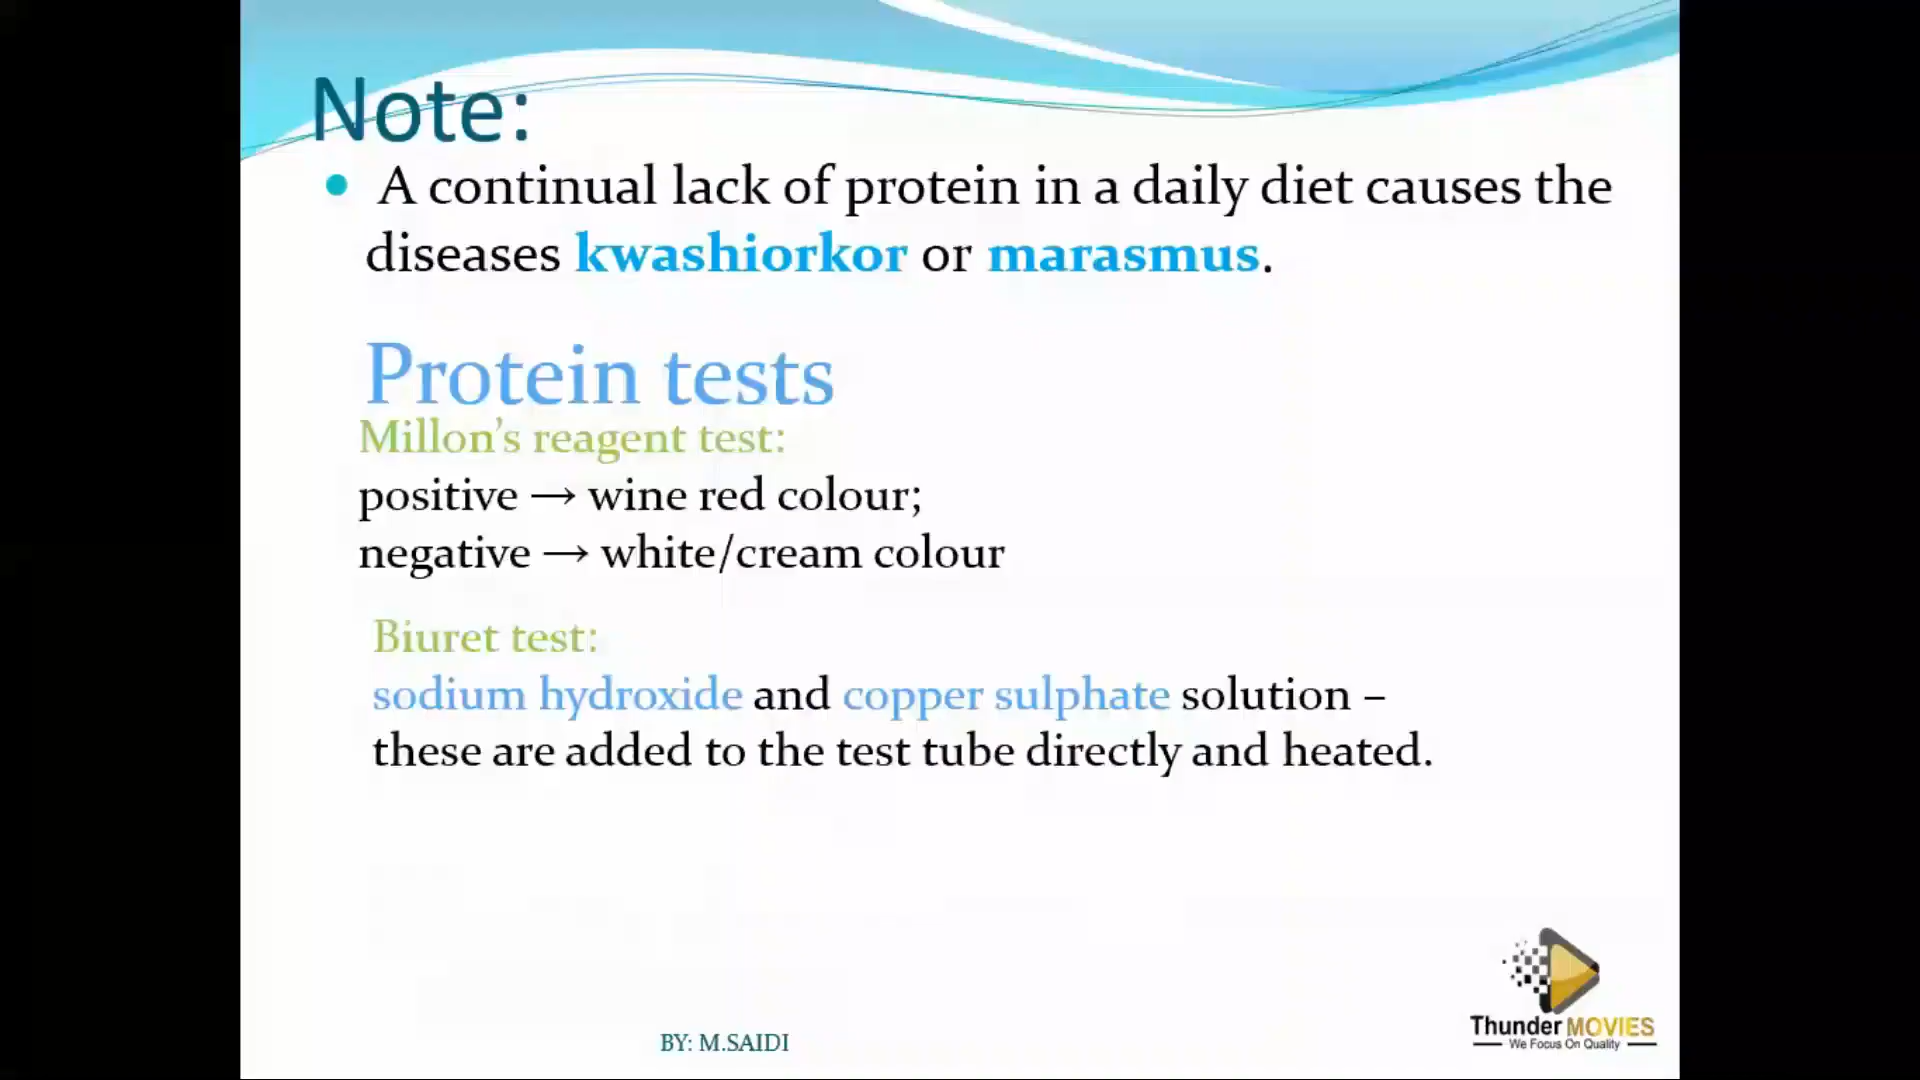 Note:
• A continual lack of protein in a daily diet causes the
diseases kwashiorkor or marasmus.
Protein tests
Millon's reagent test:
positive → wine red colour;
negative → white/cream colour
Biuret test:
sodium hydroxide and copper sulphate solution –
these are added to the test tube directly and heated.
BY: M.SAIDI
Thunder MOVIES
We Focus On Quality